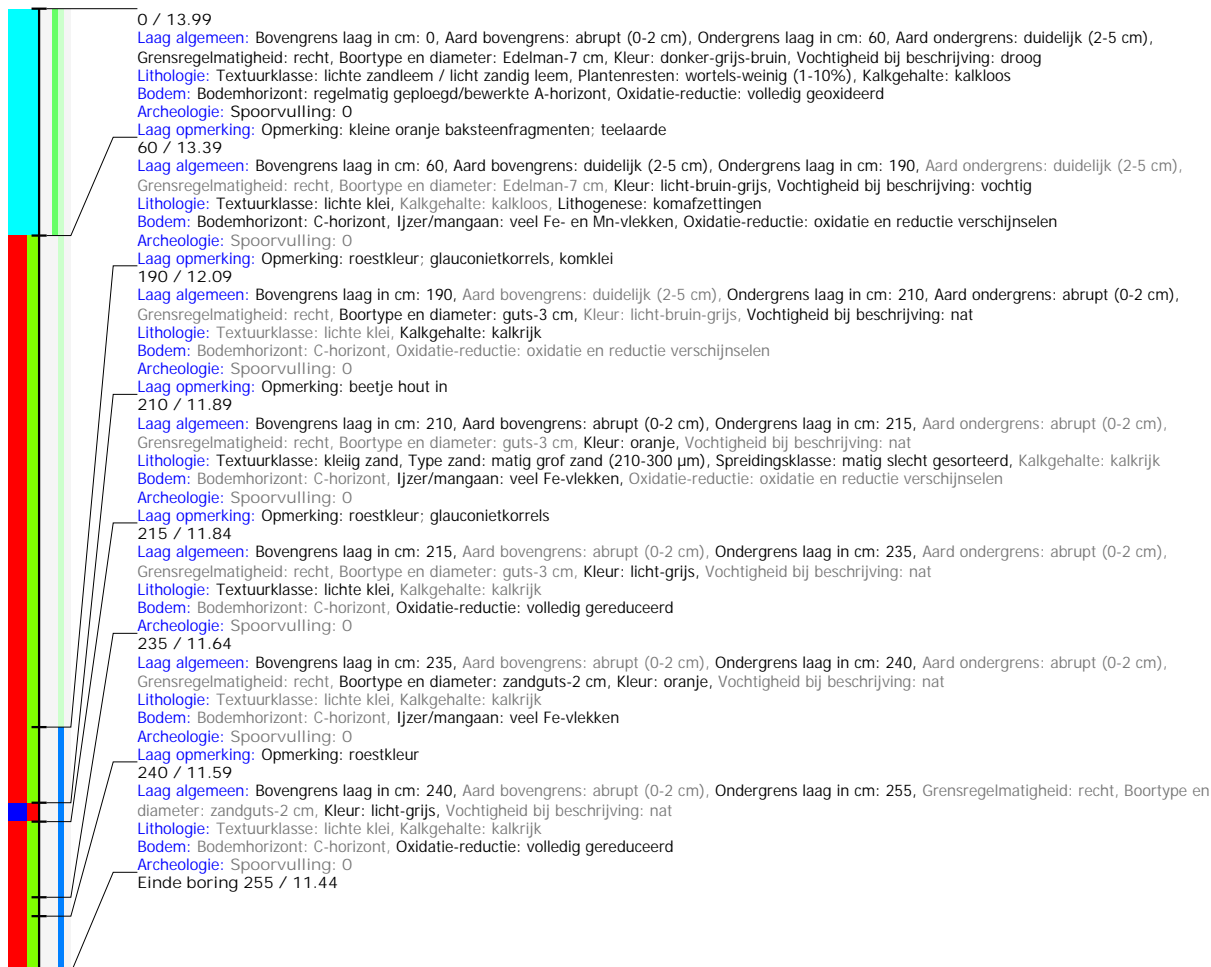 0 / 13.99
Laag algemeen: Bovengrens laag in cm: 0, Aard bovengrens: abrupt (0-2 cm), Ondergrens laag in cm: 60, Aard ondergrens: duidelijk (2-5 cm),
Grensregelmatigheid: recht, Boortype en diameter: Edelman-7 cm, Kleur: donker-grijs-bruin, Vochtigheid bij beschrijving: droog
Lithologie: Textuurklasse: lichte zandleem / licht zandig leem, Plantenresten: wortels-weinig (1-10%), Kalkgehalte: kalkloos
Bodem: Bodemhorizont: regelmatig geploegd/bewerkte A-horizont, Oxidatie-reductie: volledig geoxideerd
Archeologie: Spoorvulling: 0
Laag opmerking: Opmerking: kleine oranje baksteenfragmenten; teelaarde
60 / 13.39
Laag algemeen: Bovengrens laag in cm: 60, Aard bovengrens: duidelijk (2-5 cm), Ondergrens laag in cm: 190, Aard ondergrens: duidelijk (2-5 cm),
Grensregelmatigheid: recht, Boortype en diameter: Edelman-7 cm, Kleur: licht-bruin-grijs, Vochtigheid bij beschrijving: vochtig
Lithologie: Textuurklasse: lichte klei, Kalkgehalte: kalkloos, Lithogenese: komafzettingen
Bodem: Bodemhorizont: C-horizont, Ijzer/mangaan: veel Fe- en Mn-vlekken, Oxidatie-reductie: oxidatie en reductie verschijnselen
Archeologie: Spoorvulling: 0
Laag opmerking: Opmerking: roestkleur; glauconietkorrels, komklei
190 / 12.09
Laag algemeen: Bovengrens laag in cm: 190, Aard bovengrens: duidelijk (2-5 cm), Ondergrens laag in cm: 210, Aard ondergrens: abrupt (0-2 cm),
Grensregelmatigheid: recht, Boortype en diameter: guts-3 cm, Kleur: licht-bruin-grijs, Vochtigheid bij beschrijving: nat
Lithologie: Textuurklasse: lichte klei, Kalkgehalte: kalkrijk
Bodem: Bodemhorizont: C-horizont, Oxidatie-reductie: oxidatie en reductie verschijnselen
Archeologie: Spoorvulling: 0
Laag opmerking: Opmerking: beetje hout in
210 / 11.89
Laag algemeen: Bovengrens laag in cm: 210, Aard bovengrens: abrupt (0-2 cm), Ondergrens laag in cm: 215, Aard ondergrens: abrupt (0-2 cm),
Grensregelmatigheid: recht, Boortype en diameter: guts-3 cm, Kleur: oranje, Vochtigheid bij beschrijving: nat
Lithologie: Textuurklasse: kleiig zand, Type zand: matig grof zand (210-300 µm), Spreidingsklasse: matig slecht gesorteerd, Kalkgehalte: kalkrijk
Bodem: Bodemhorizont: C-horizont, Ijzer/mangaan: veel Fe-vlekken, Oxidatie-reductie: oxidatie en reductie verschijnselen
Archeologie: Spoorvulling: 0
Laag opmerking: Opmerking: roestkleur; glauconietkorrels
215 / 11.84
Laag algemeen: Bovengrens laag in cm: 215, Aard bovengrens: abrupt (0-2 cm), Ondergrens laag in cm: 235, Aard ondergrens: abrupt (0-2 cm),
Grensregelmatigheid: recht, Boortype en diameter: guts-3 cm, Kleur: licht-grijs, Vochtigheid bij beschrijving: nat
Lithologie: Textuurklasse: lichte klei, Kalkgehalte: kalkrijk
Bodem: Bodemhorizont: C-horizont, Oxidatie-reductie: volledig gereduceerd
Archeologie: Spoorvulling: 0
235 / 11.64
Laag algemeen: Bovengrens laag in cm: 235, Aard bovengrens: abrupt (0-2 cm), Ondergrens laag in cm: 240, Aard ondergrens: abrupt (0-2 cm),
Grensregelmatigheid: recht, Boortype en diameter: zandguts-2 cm, Kleur: oranje, Vochtigheid bij beschrijving: nat
Lithologie: Textuurklasse: lichte klei, Kalkgehalte: kalkrijk
Bodem: Bodemhorizont: C-horizont, Ijzer/mangaan: veel Fe-vlekken
Archeologie: Spoorvulling: 0
Laag opmerking: Opmerking: roestkleur
240 / 11.59
Laag algemeen: Bovengrens laag in cm: 240, Aard bovengrens: abrupt (0-2 cm), Ondergrens laag in cm: 255, Grensregelmatigheid: recht, Boortype en
diameter: zandguts-2 cm, Kleur: licht-grijs, Vochtigheid bij beschrijving: nat
Lithologie: Textuurklasse: lichte klei, Kalkgehalte: kalkrijk
Bodem: Bodemhorizont: C-horizont, Oxidatie-reductie: volledig gereduceerd
Archeologie: Spoorvulling: 0
Einde boring 255 / 11.44